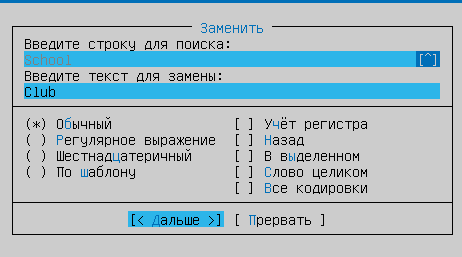 Заменить
Введите строку для поиска:
School [^]
Введите текст для замены:
Club
(*) Обычный [ ] Учёт регистра
( ) Регулярное выражение [ ] Назад
( ) Шестнадцатеричный [ ] В выделенном
( ) По шаблону [ ] Слово целиком
[ ] Все кодировки
[< Дальше >] [ Прервать ]